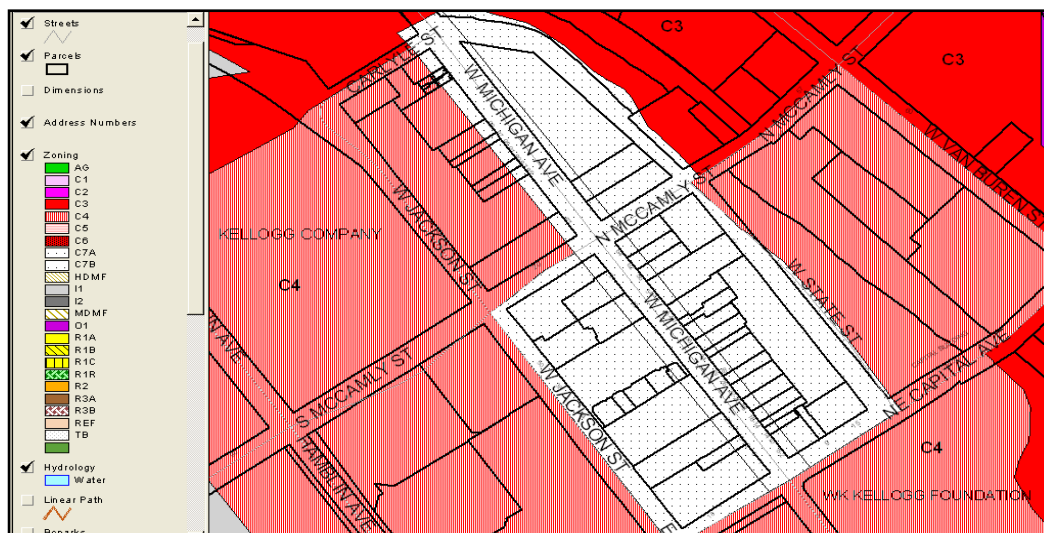 Streets
Parcels
Dimensions
Address Numbers
Zoning
AG
C1
C2
C3
C4
C5
C6
C7A
C7B
HDMF
I1
I2
MDMF
O1
R1A
R1B
R1C
R1R
R2
R3A
R3B
REF
TB
Hydrology
Water
Linear Path
C3
C3
CARLYLE ST
W MICHIGAN AVE
N MCCAMLY ST
W VAN BUREN ST
N MCCAMLY ST
W JACKSON ST
KELLOGG COMPANY
C4
W STATE ST
W MICHIGAN AVE
N AVE
S MCCAMLY ST
W JACKSON ST
NE CAPITAL AVE
HAMBLIN AVE
C4
WK KELLOGG FOUNDATION
E